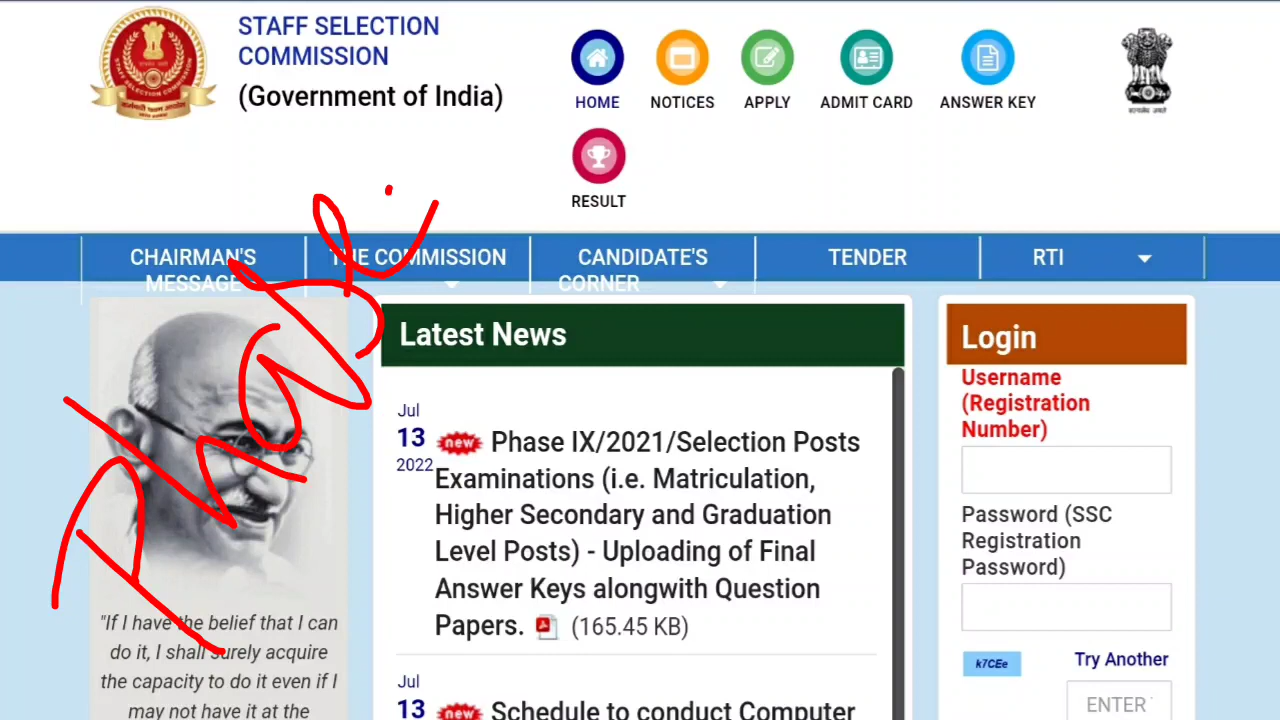 STAFF SELECTION
COMMISSION
(Government of India)
HOME
NOTICES
APPLY
ADMIT CARD
ANSWER KEY
RESULT
CHAIRMAN'S
MESSAGE
THE COMMISSION
CANDIDATE'S
CORNER
TENDER
RTI
"If I have the belief that I can
do it, I shall surely acquire
the capacity to do it even if I
may not have it at the
Latest News
Jul
13
2022
new Phase IX/2021/Selection Posts
Examinations (i.e. Matriculation,
Higher Secondary and Graduation
Level Posts) - Uploading of Final
Answer Keys alongwith Question
Papers. (165.45 KB)
Jul
13
new Schedule to conduct Computer
Login
Username
(Registration
Number)
Password (SSC
Registration
Password)
k7CEe
Try Another
ENTER